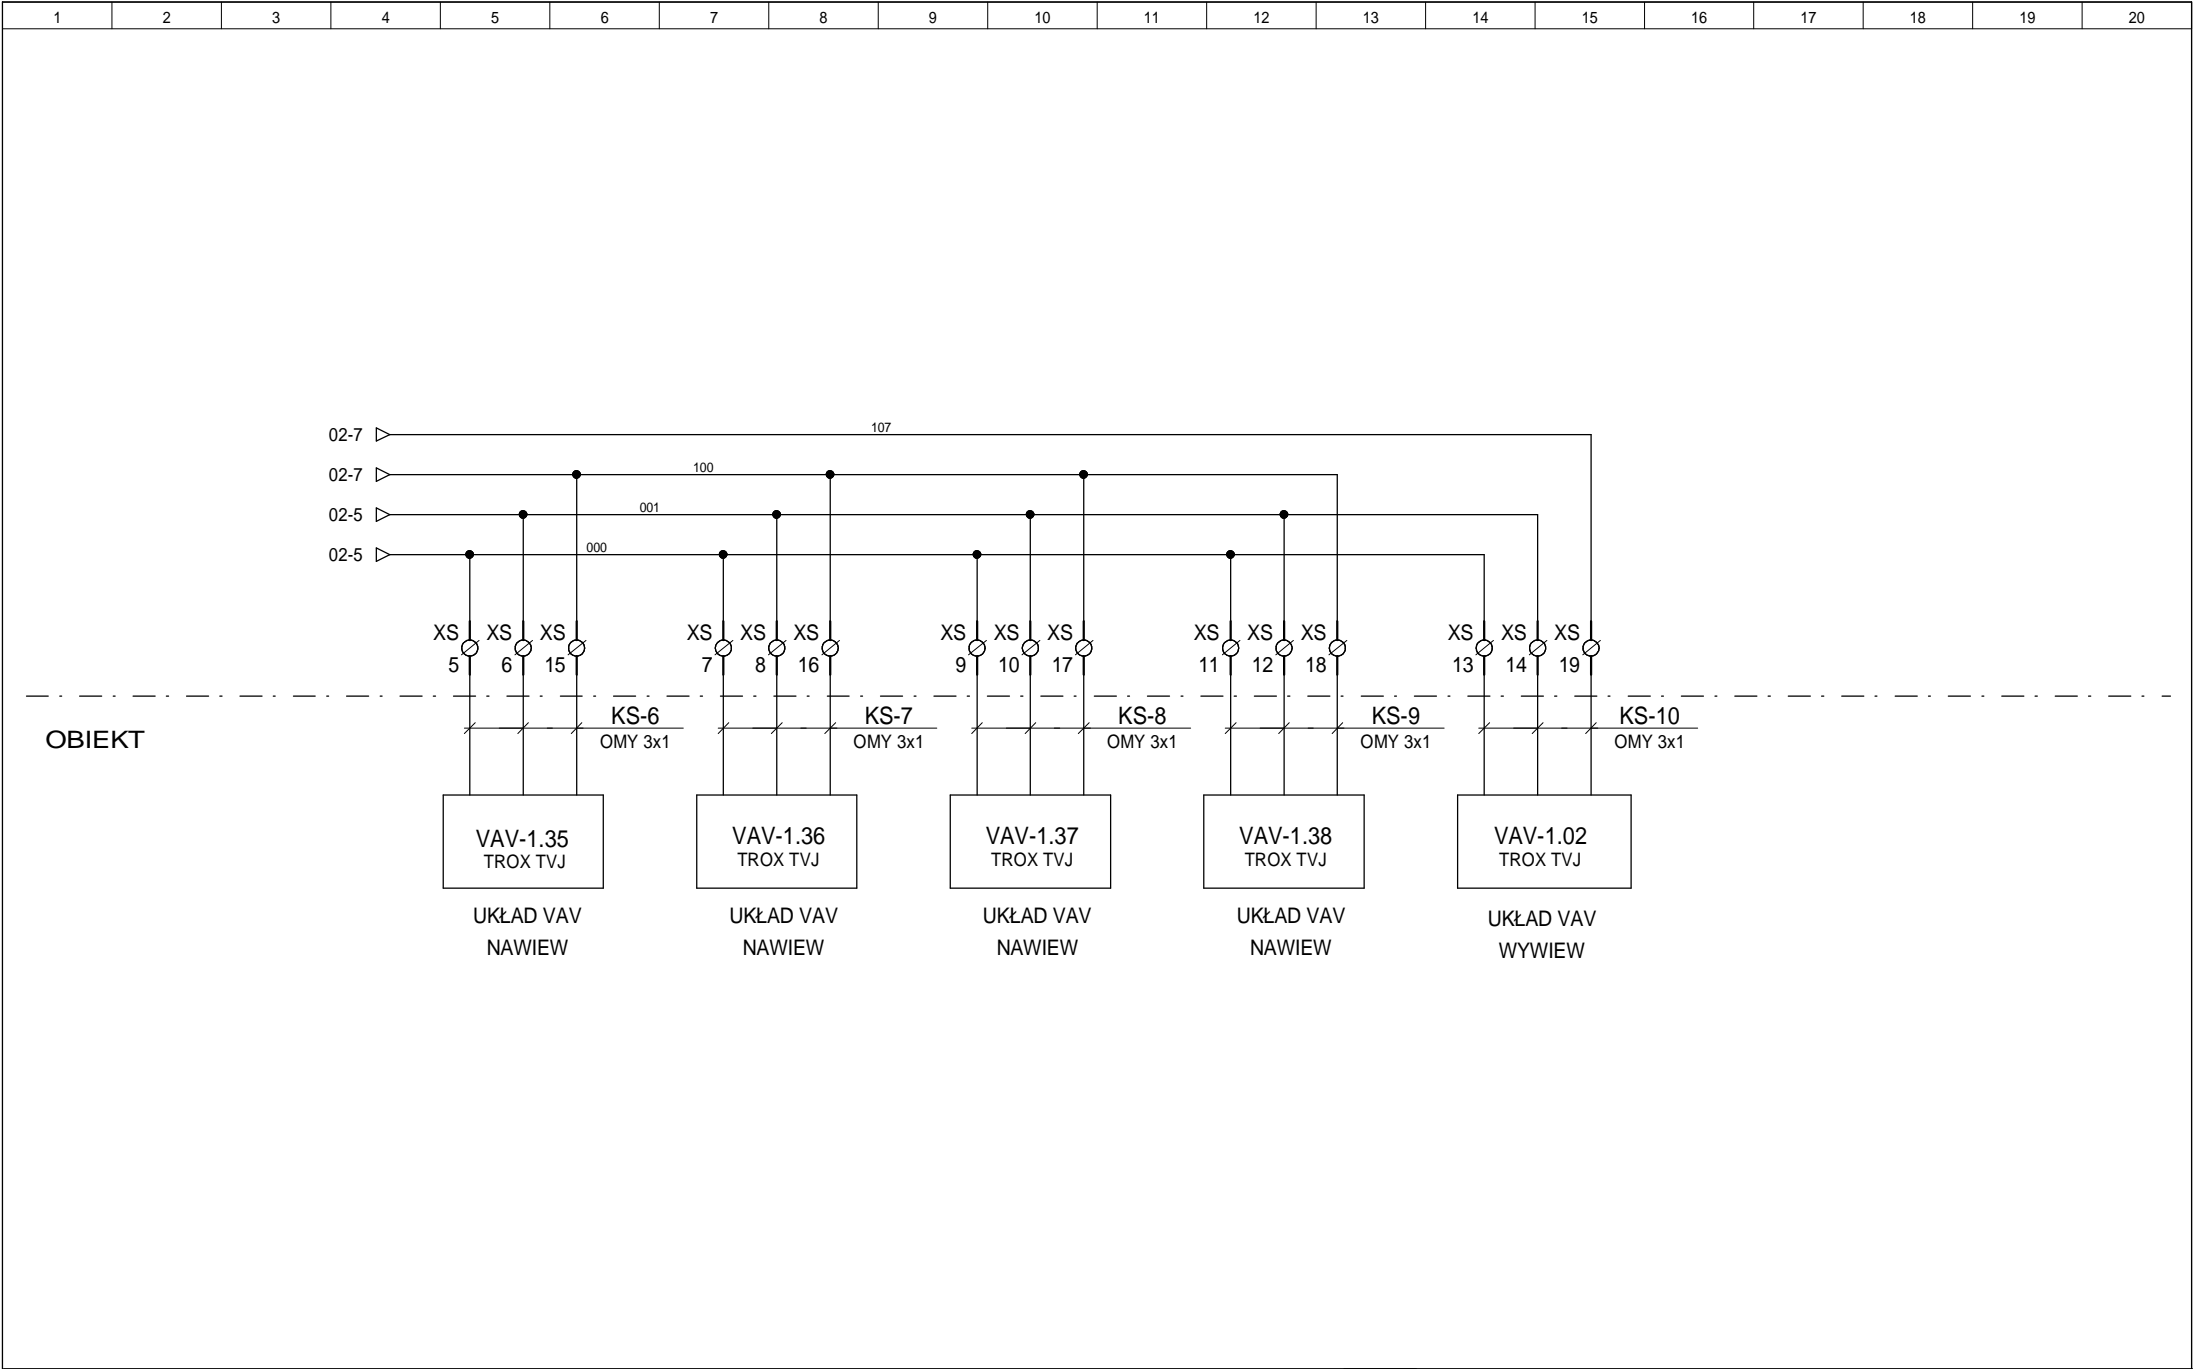 1 2 3 4 5 6 7 8 9 10 11 12 13 14 15 16 17 18 19 20
02-7 107
02-7 100
02-5 001
02-5 000
XS XS XS XS XS XS XS XS XS XS XS XS XS XS XS
5 6 15 7 8 16 9 10 17 11 12 18 13 14 19
KS-6 KS-7 KS-8 KS-9 KS-10
OBIEKT OMY 3x1 OMY 3x1 OMY 3x1 OMY 3x1 OMY 3x1
VAV-1.35 VAV-1.36 VAV-1.37 VAV-1.38 VAV-1.02
TROX TVJ TROX TVJ TROX TVJ TROX TVJ TROX TVJ
UKŁAD VAV UKŁAD VAV UKŁAD VAV UKŁAD VAV UKŁAD VAV
NAWIEW NAWIEW NAWIEW NAWIEW WYWIEW